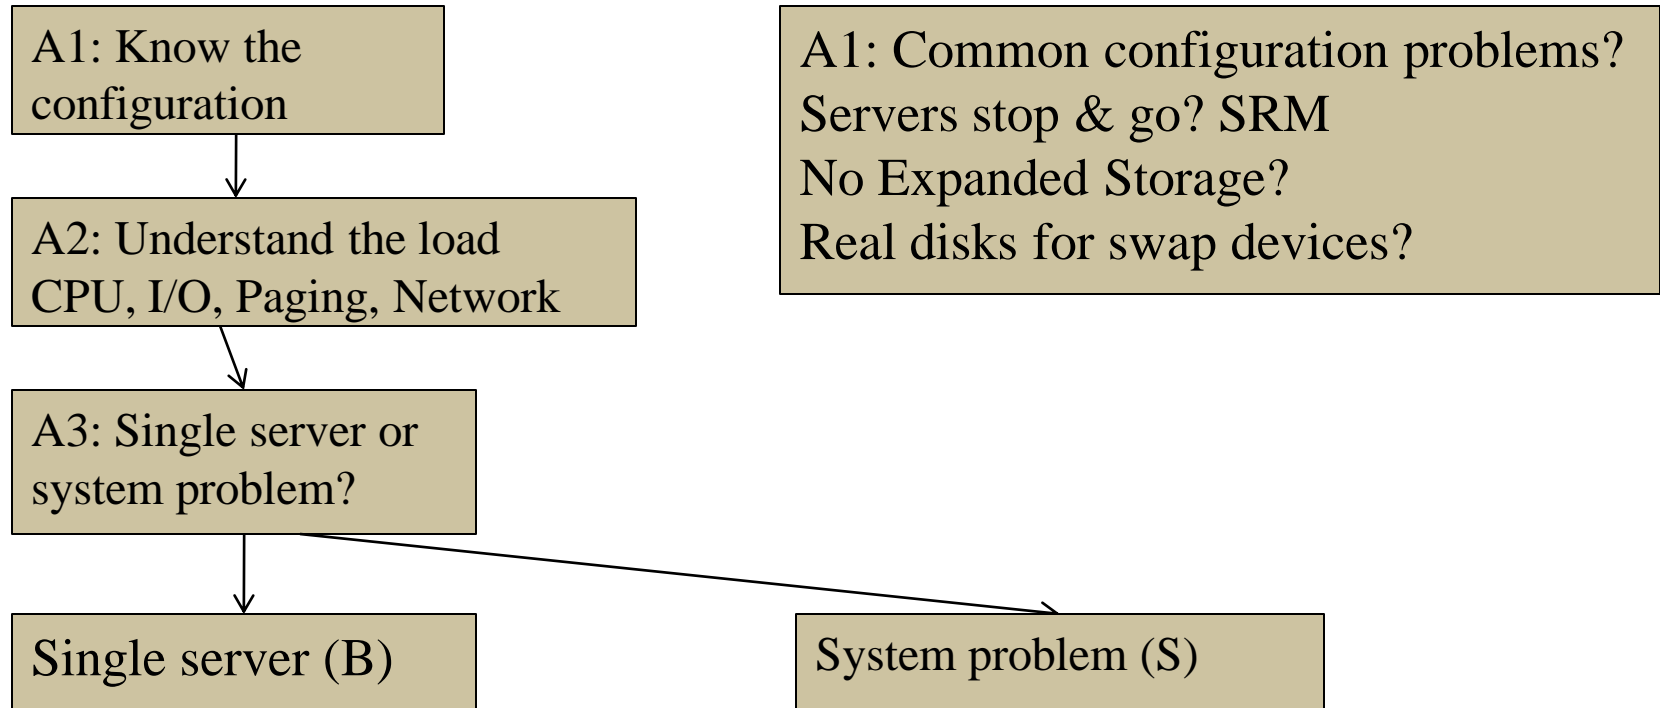 A1: Know the
configuration
A1: Common configuration problems?
Servers stop & go? SRM
No Expanded Storage?
Real disks for swap devices?
A2: Understand the load
CPU, I/O, Paging, Network
A3: Single server or
system problem?
Single server (B)
System problem (S)